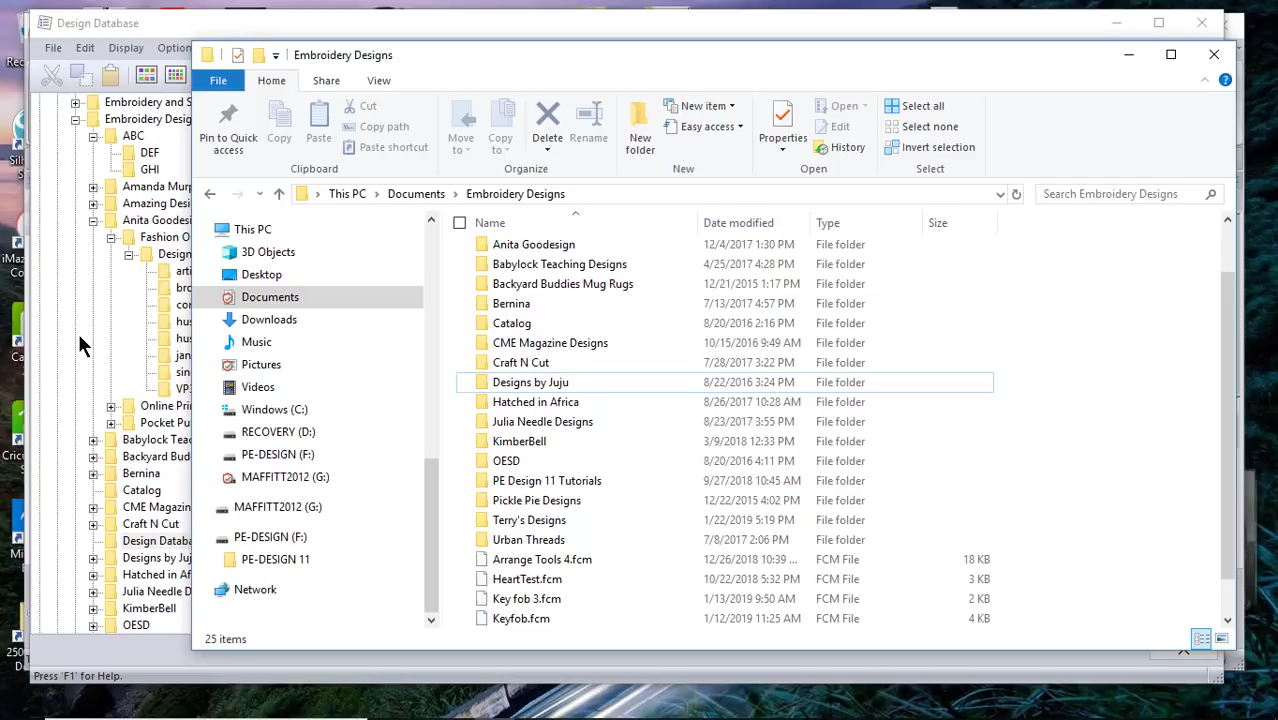 Design Database
File Edit Display
Embroidery Designs
File Home Share View
Pin to Quick access
Copy
Paste
Cut
Copy path
Paste shortcut
Clipboard
Move to
Copy to
Delete
Rename
Organize
New folder
New item
Easy access
New
Properties
Open
Edit
History
Open
Select all
Select none
Invert selection
Select
This PC Documents Embroidery Designs
Search Embroidery Designs
ABC
DEF
GHI
Babylock Teac
Bernina
Catalog
CME Magazin
Craft N Cut
Design Databa
Designs by Ju
Hatched in Af
Julia Needle D
KimberBell
OESD
This PC
3D Objects
Desktop
Documents
Downloads
Music
Pictures
Videos
Windows (C:)
RECOVERY (D:)
PE-DESIGN (F:)
MAFFITT2012 (G:)
MAFFITT2012 (G:)
PE-DESIGN (F:)
PE-DESIGN 11
Network
Name Date modified Type Size
Anita Goodesign 12/4/2017 1:30 PM File folder
Babylock Teaching Designs 4/25/2017 4:28 PM File folder
Backyard Buddies Mug Rugs 12/21/2015 1:17 PM File folder
Bernina 7/13/2017 4:57 PM File folder
Catalog 8/20/2016 2:16 PM File folder
CME Magazine Designs 10/15/2016 9:49 AM File folder
Craft N Cut 7/28/2017 3:22 PM File folder
Designs by Juju 8/22/2016 3:24 PM File folder
Hatched in Africa 8/26/2017 10:28 AM File folder
Julia Needle Designs 8/23/2017 3:55 PM File folder
KimberBell 3/9/2018 12:33 PM File folder
OESD 8/20/2016 4:11 PM File folder
PE Design 11 Tutorials 9/27/2018 10:45 AM File folder
Pickle Pie Designs 12/22/2015 4:02 PM File folder
Terry's Designs 1/22/2019 5:19 PM File folder
Urban Threads 7/8/2017 2:06 PM File folder
Arrange Tools 4.fcm 12/26/2018 10:39 ... FCM File 18 KB
HeartTest.fcm 10/22/2018 5:32 PM FCM File 3 KB
Key fob 3.fcm 1/13/2019 9:50 AM FCM File 2 KB
Keyfob.fcm 1/12/2019 11:25 AM FCM File 4 KB
25 items
Press 'F1' for Help.